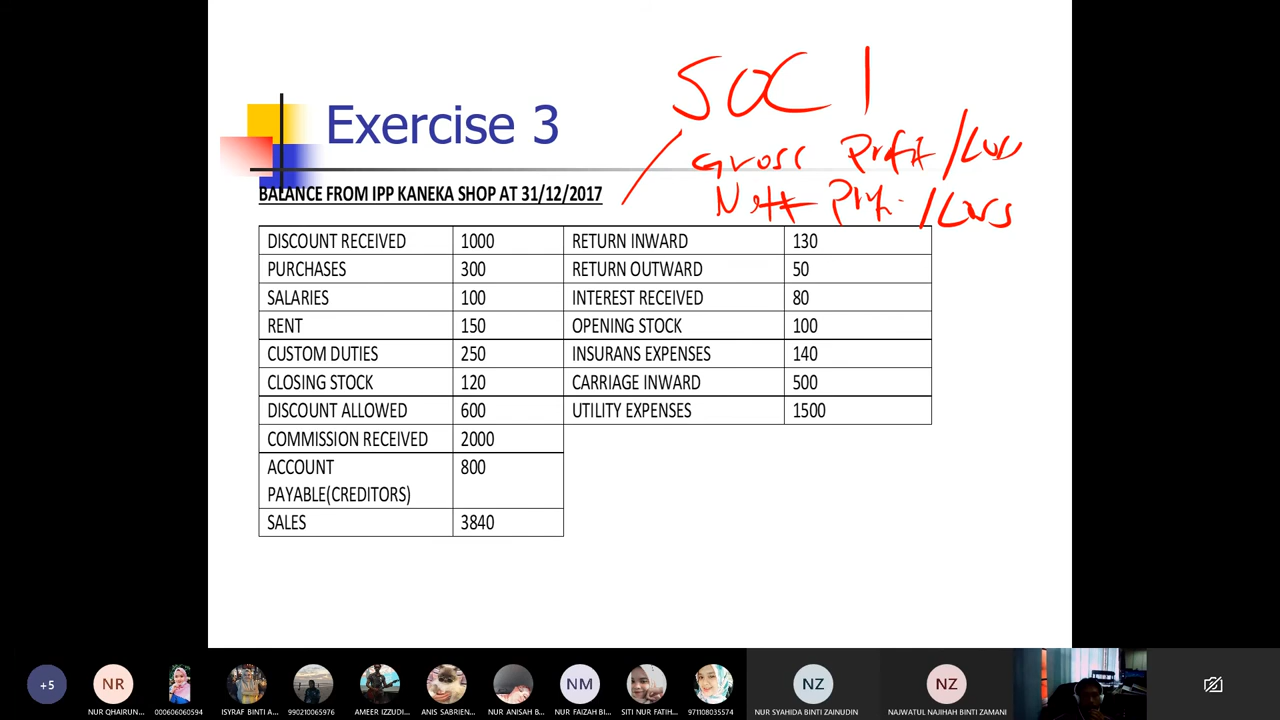 SOCI
Exercise 3
Gross Profit / Loss
Nett Profit / Loss
BALANCE FROM IPP KANEKA SHOP AT 31/12/2017
DISCOUNT RECEIVED 1000 RETURN INWARD 130
PURCHASES 300 RETURN OUTWARD 50
SALARIES 100 INTEREST RECEIVED 80
RENT 150 OPENING STOCK 100
CUSTOM DUTIES 250 INSURANS EXPENSES 140
CLOSING STOCK 120 CARRIAGE INWARD 500
DISCOUNT ALLOWED 600 UTILITY EXPENSES 1500
COMMISSION RECEIVED 2000
ACCOUNT 800
PAYABLE(CREDITORS)
SALES 3840
+5 NR NM NZ NZ
NUR QHAIRUN... 000606060594 ISYRAF BINTI A... 990210065976 AMEER IZZUDI... ANIS SABRIEN... NUR ANISAH B... NUR FAIZAH BI... SITI NUR FATIH... 971108035574 NUR SYAHIDA BINTI ZAINUDIN NAJWATUL NAJIHAH BINTI ZAMANI